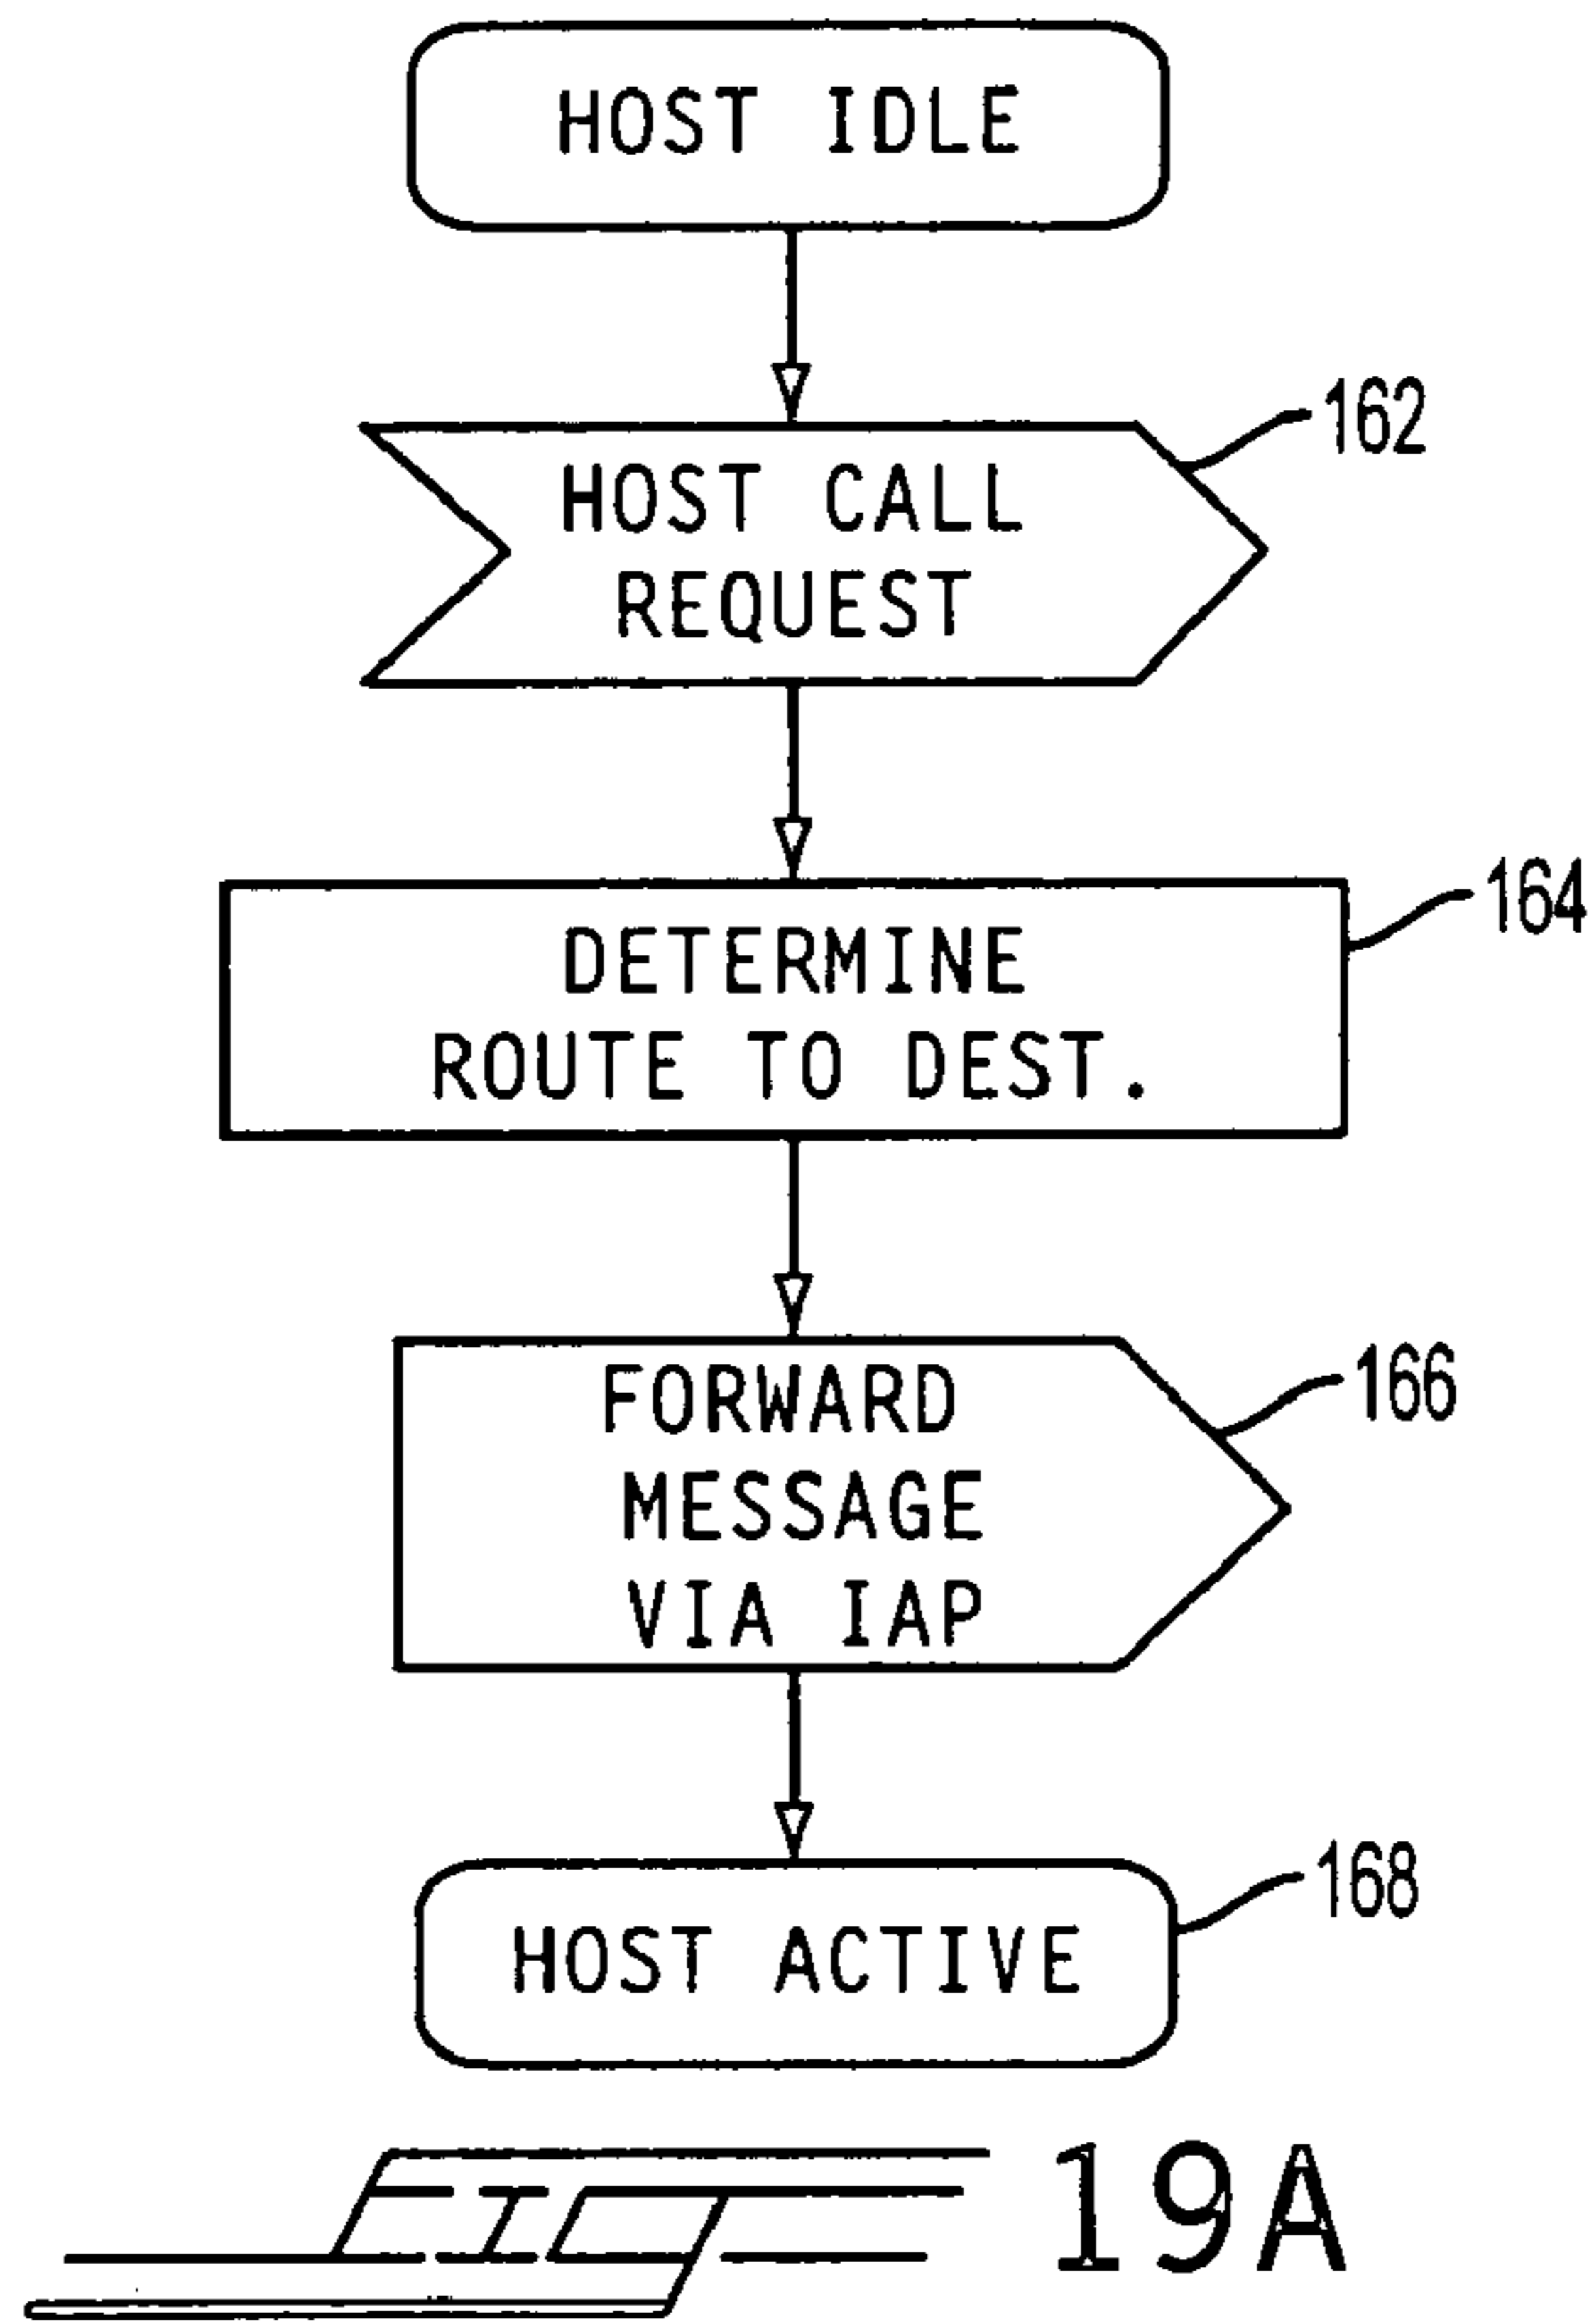 HOST IDLE
162
HOST CALL
REQUEST
164
DETERMINE
ROUTE TO DEST.
166
FORWARD
MESSAGE
VIA IAP
168
HOST ACTIVE
FIG 19A